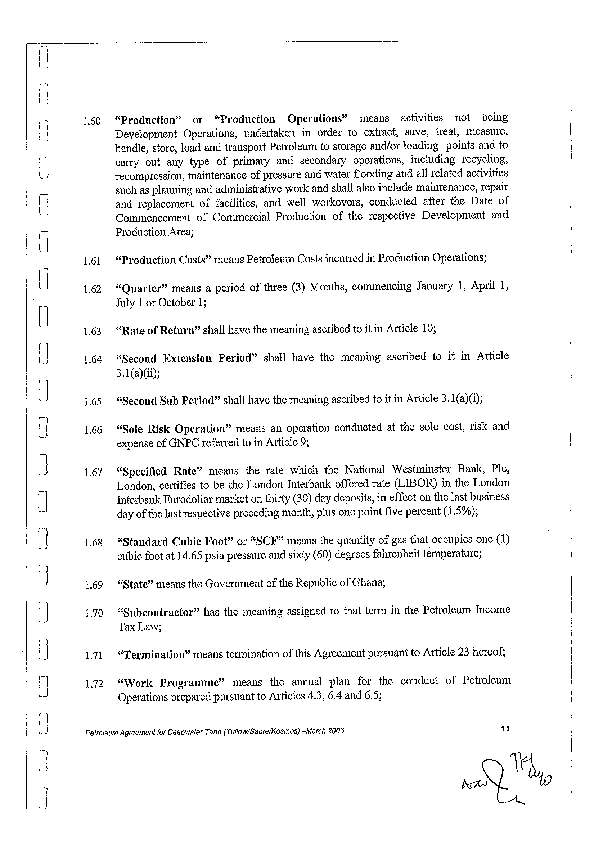 1.60 “Production” or “Production Operations” means activities not being
Development Operations, undertaken in order to extract, save, treat, measure,
handle, store, load and transport Petroleum to storage and/or loading points and to
carry out any type of primary and secondary operations, including recycling,
recompression, maintenance of pressure and water flooding and all related activities
such as planning and administrative work and shall also include maintenance, repair
and replacement of facilities, and well workovers, conducted after the Date of
Commencement of Commercial Production of the respective Development and
Production Area;
1.61 “Production Costs” means Petroleum Costs incurred in Production Operations;
1.62 “Quarter” means a period of three (3) Months, commencing January 1, April 1,
July 1 or October 1;
1.63 “Rate of Return” shall have the meaning ascribed to it in Article 10;
1.64 “Second Extension Period” shall have the meaning ascribed to it in Article
3.1(a)(ii);
1.65 “Second Sub Period” shall have the meaning ascribed to it in Article 3.1(a)(i);
1.66 “Sole Risk Operation” means an operation conducted at the sole cost, risk and
expense of GNPC referred to in Article 9;
1.67 “Specified Rate” means the rate which the National Westminster Bank, Plc,
London, certifies to be the London Interbank offered rate (LIBOR) in the London
Interbank Eurodollar market on thirty (30) day deposits, in effect on the last business
day of the last respective preceding month, plus one point five percent (1.5%);
1.68 “Standard Cubic Foot” or “SCF” means the quantity of gas that occupies one (1)
cubic foot at 14.65 psia pressure and sixty (60) degrees fahrenheit temperature;
1.69 “State” means the Government of the Republic of Ghana;
1.70 “Subcontractor” has the meaning assigned to that term in the Petroleum Income
Tax Law;
1.71 “Termination” means termination of this Agreement pursuant to Article 23 hereof;
1.72 “Work Programme” means the annual plan for the conduct of Petroleum
Operations prepared pursuant to Articles 4.3, 6.4 and 6.5;
Petroleum Agreement for Deepwater Tano (Tullow/Sabre/Kosmos) –March 2006 11